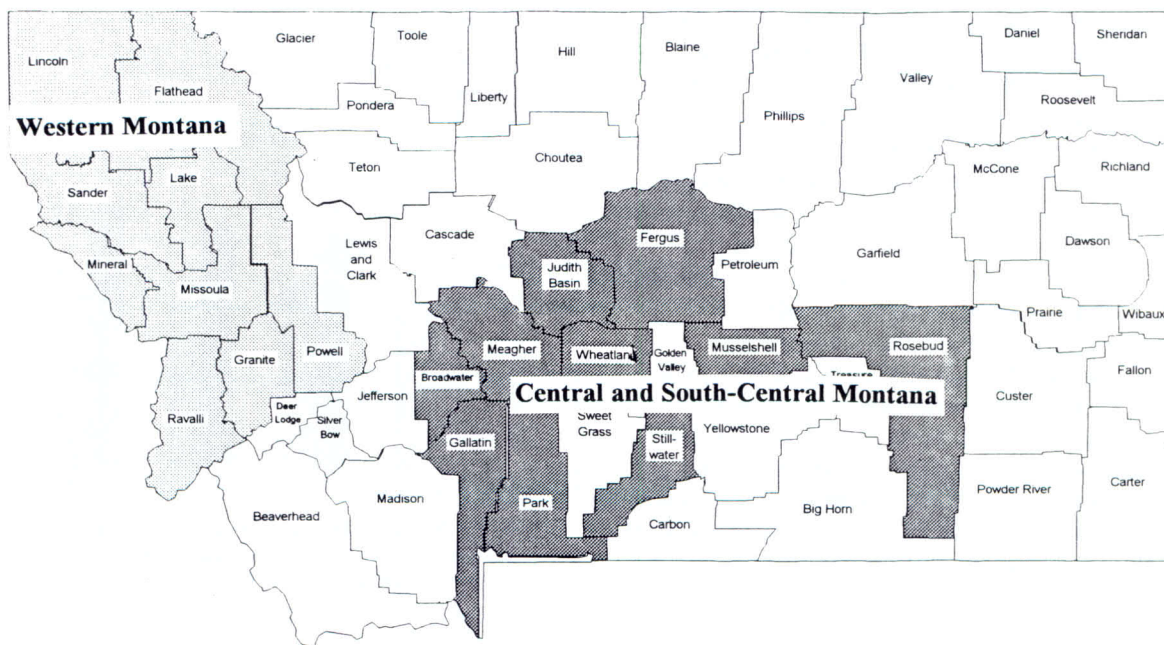 Glacier
Toole
Hill
Blaine
Daniel
Sheridan
Lincoln
Flathead
Pondera
Liberty
Phillips
Valley
Roosevelt
Western Montana
Teton
Choutea
McCone
Richland
Sander
Lake
Lewis
and
Clark
Cascade
Fergus
Judith
Basin
Petroleum
Garfield
Dawson
Mineral
Missoula
Prairie
Wibaux
Granite
Powell
Meagher
Wheatland
Golden
Valley
Musselshell
Rosebud
Treasure
Fallon
Broadwater
Jefferson
Central and South-Central Montana
Custer
Ravalli
Deer
Lodge
Silver
Bow
Gallatin
Sweet
Grass
Still-
water
Yellowstone
Madison
Park
Beaverhead
Carbon
Big Horn
Powder River
Carter